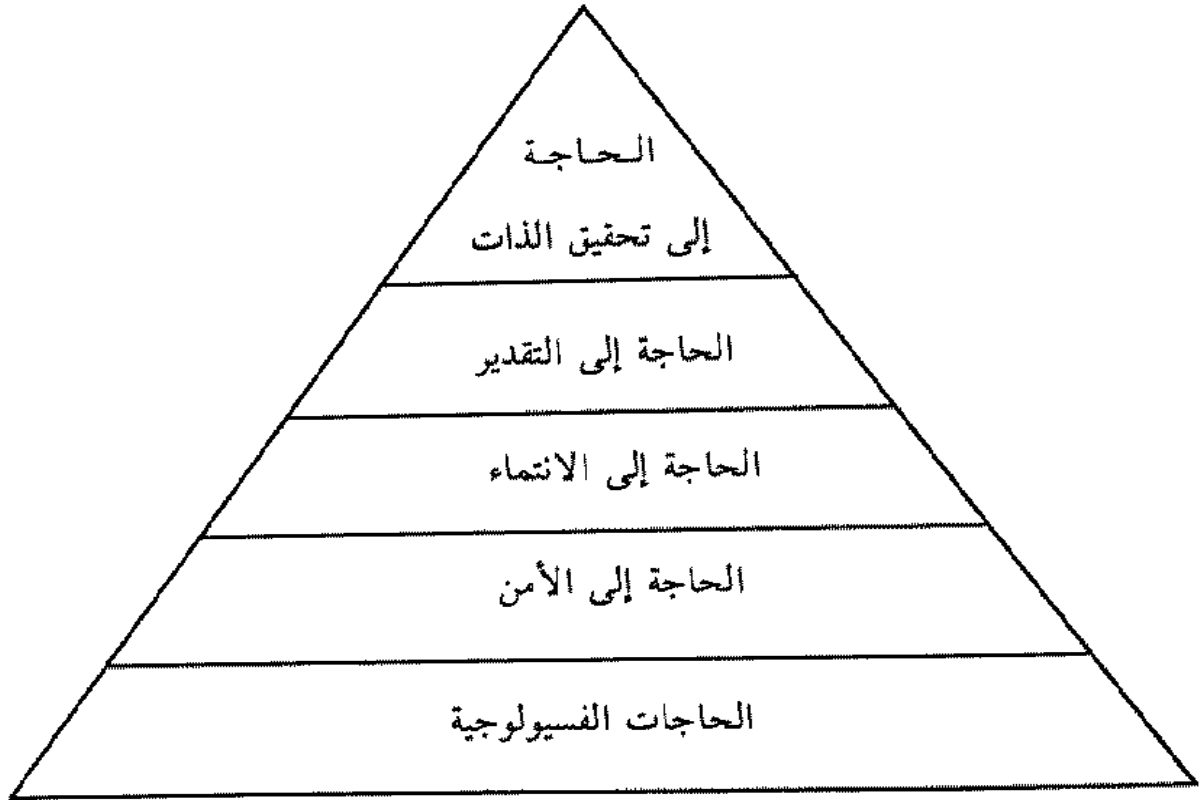 الحاجة
إلى تحقيق الذات
الحاجة إلى التقدير
الحاجة إلى الانتماء
الحاجة إلى الأمن
الحاجات الفسيولوجية